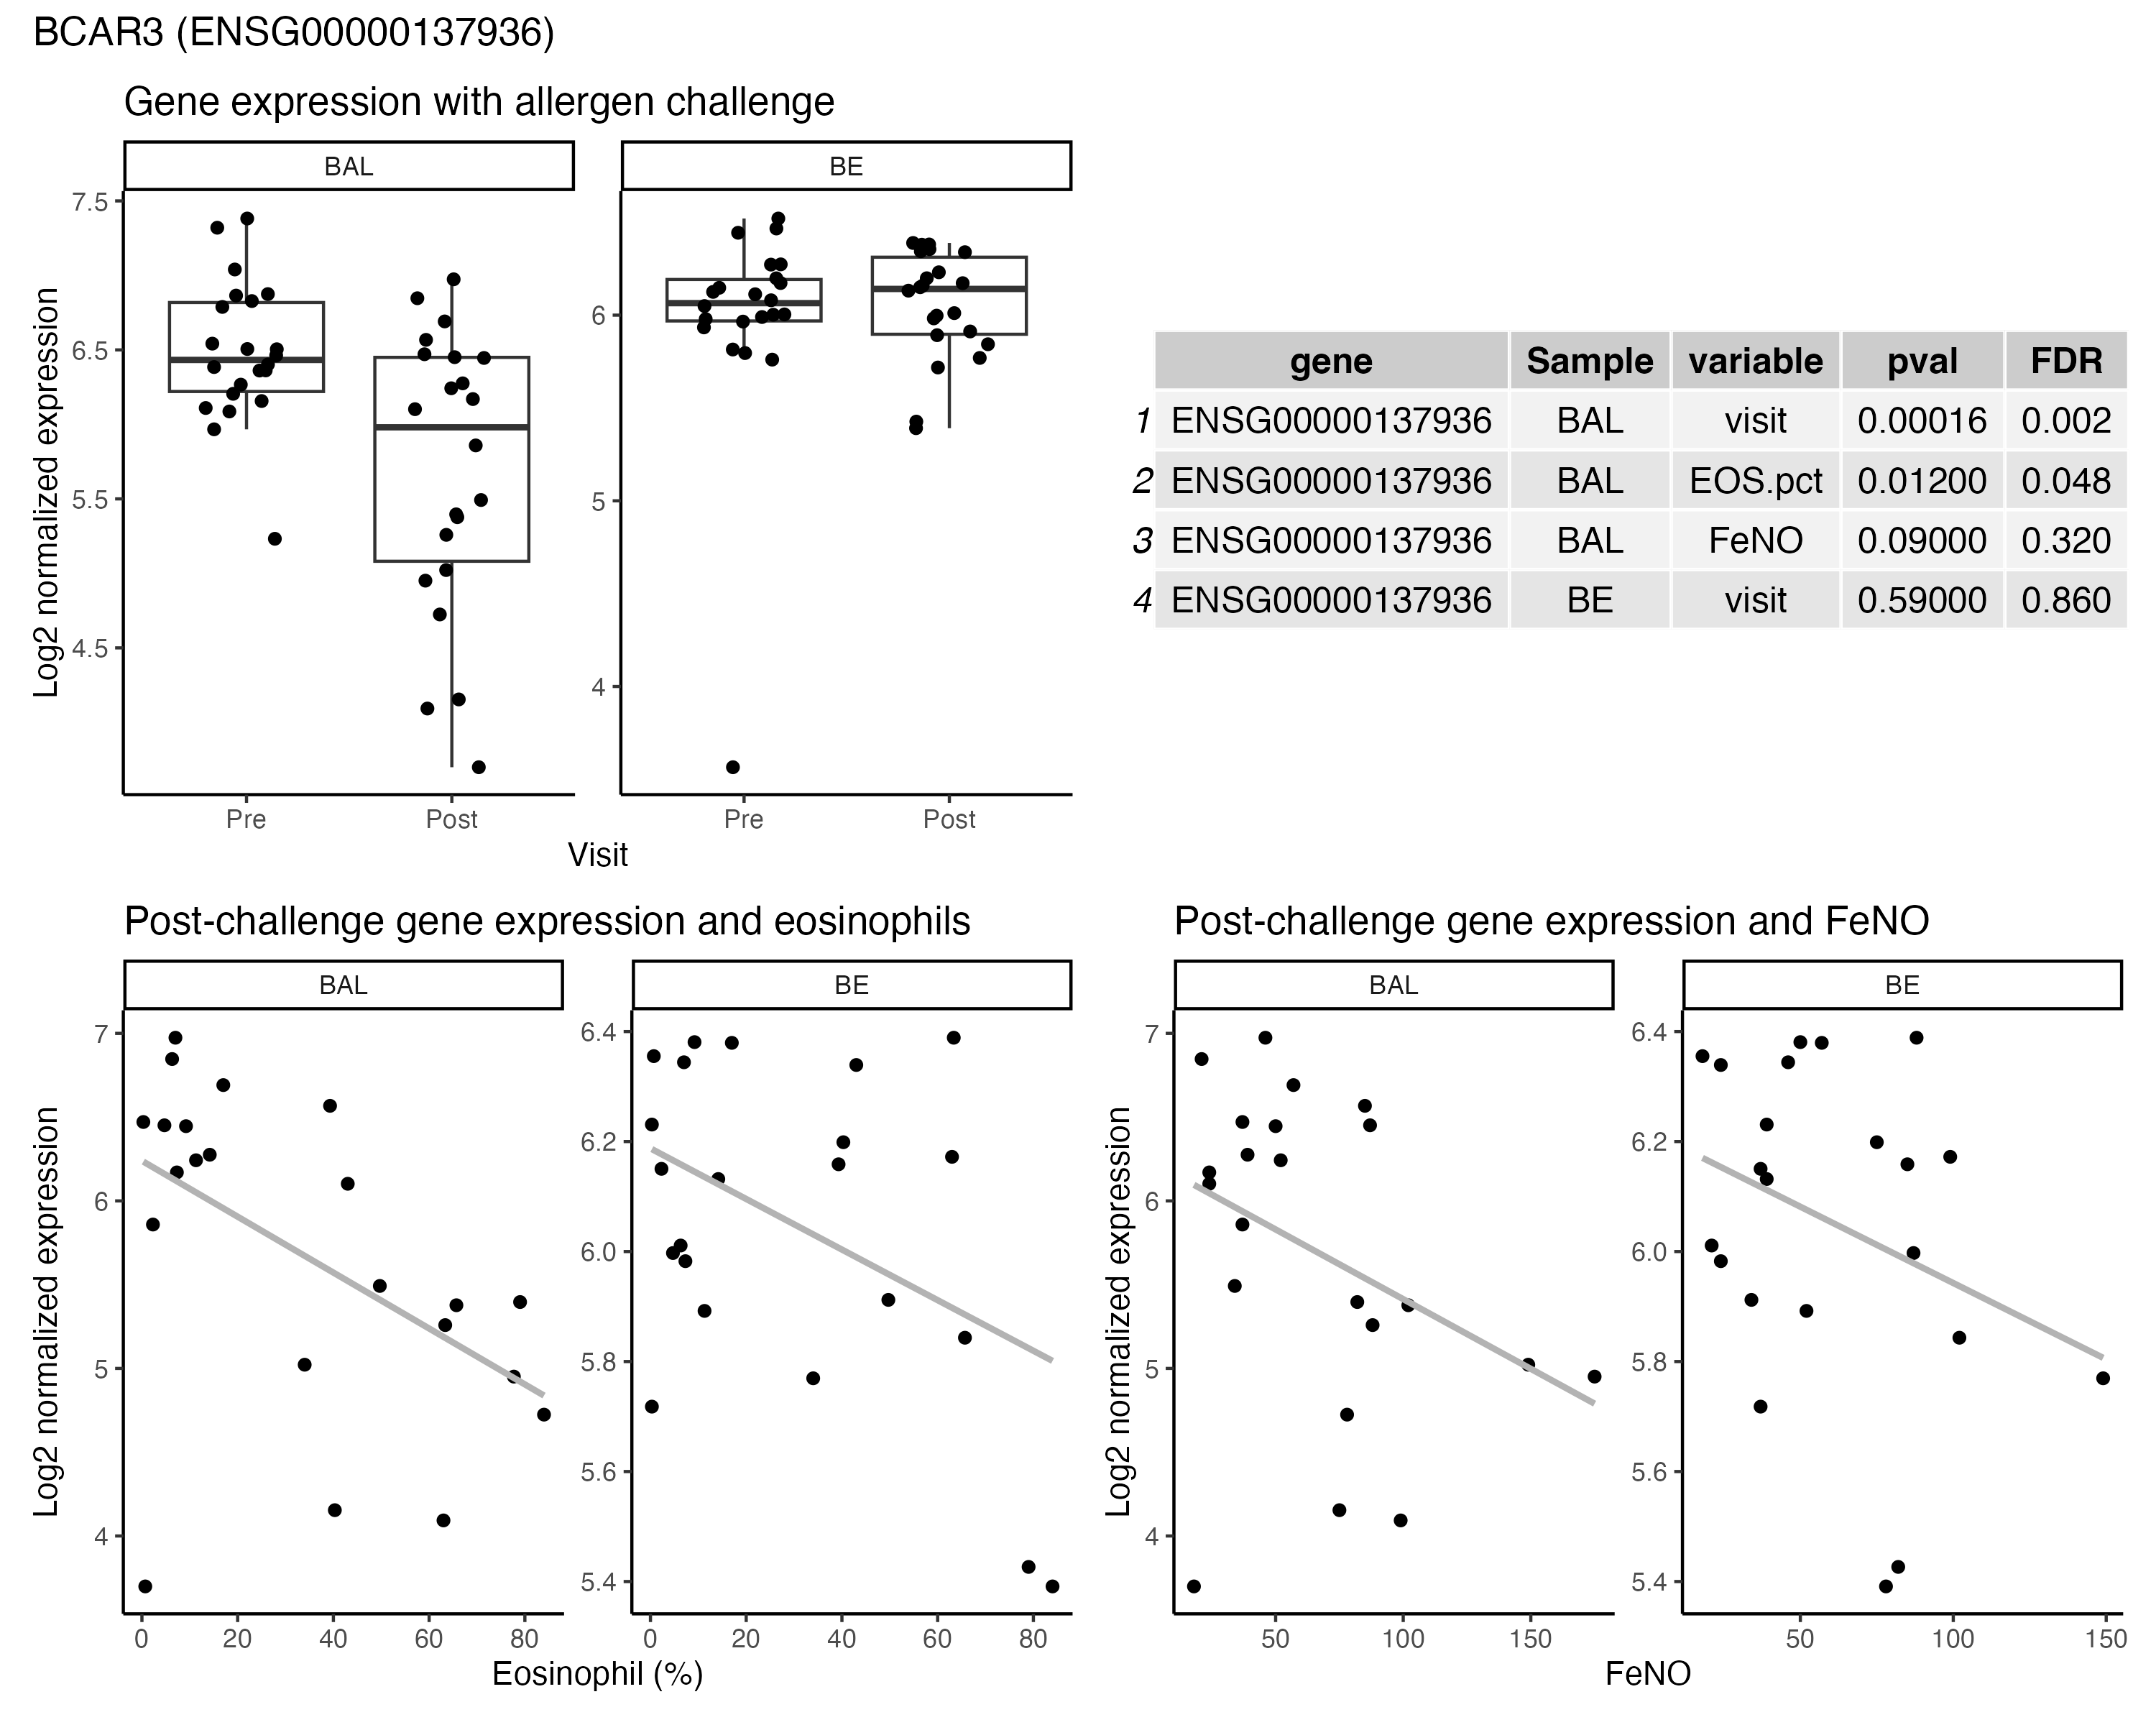 BCAR3 (ENSG00000137936)
Gene expression with allergen challenge
BAL BE
Log2 normalized expression
7.5
6.5
5.5
4.5
6
5
4
Pre Post Pre Post
Visit
gene Sample variable pval FDR
1 ENSG00000137936 BAL visit 0.00016 0.002
2 ENSG00000137936 BAL EOS.pct 0.01200 0.048
3 ENSG00000137936 BAL FeNO 0.09000 0.320
4 ENSG00000137936 BE visit 0.59000 0.860
Post-challenge gene expression and eosinophils
BAL BE
Log2 normalized expression
7
6
5
4
6.4
6.2
6.0
5.8
5.6
5.4
0 20 40 60 80 0 20 40 60 80
Eosinophil (%)
Post-challenge gene expression and FeNO
BAL BE
Log2 normalized expression
7
6
5
4
6.4
6.2
6.0
5.8
5.6
5.4
50 100 150 50 100 150
FeNO